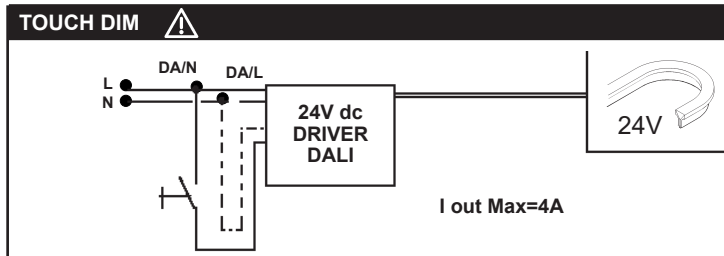 TOUCH DIM
DA/N
DA/L
L
N
24V dc
DRIVER
DALI
24V
I out Max=4A